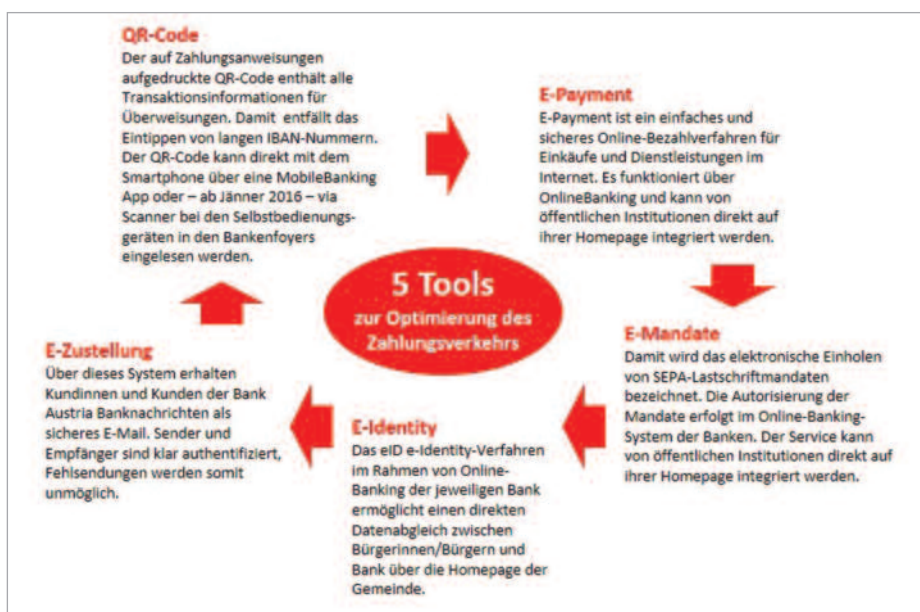 QR-Code
Der auf Zahlungsanweisungen
aufgedruckte QR-Code enthält alle
Transaktionsinformationen für
Überweisungen. Damit entfällt das
Eintippen von langen IBAN-Nummern.
Der QR-Code kann direkt mit dem
Smartphone über eine MobileBanking
App oder – ab Jänner 2016 – via
Scanner bei den Selbstbedienungs-
geräten in den Bankenfoyers
eingelesen werden.
E-Payment
E-Payment ist ein einfaches und
sicheres Online-Bezahlverfahren für
Einkäufe und Dienstleistungen im
Internet. Es funktioniert über
OnlineBanking und kann von
öffentlichen Institutionen direkt auf
ihrer Homepage integriert werden.
5 Tools
zur Optimierung des
Zahlungsverkehrs
E-Mandate
Damit wird das elektronische Einholen
von SEPA-Lastschriftmandaten
bezeichnet. Die Autorisierung der
Mandate erfolgt im Online-Banking-
System der Banken. Der Service kann
von öffentlichen Institutionen direkt auf
ihrer Homepage integriert werden.
E-Identity
Das eID e-Identity-Verfahren
im Rahmen von Online-
Banking der jeweiligen Bank
ermöglicht einen direkten
Datenabgleich zwischen
Bürgerinnen/Bürgern und
Bank über die Homepage der
Gemeinde.
E-Zustellung
Über dieses System erhalten
Kundinnen und Kunden der Bank
Austria Banknachrichten als
sicheres E-Mail. Sender und
Empfänger sind klar authentifiziert,
Fehlsendungen werden somit
unmöglich.